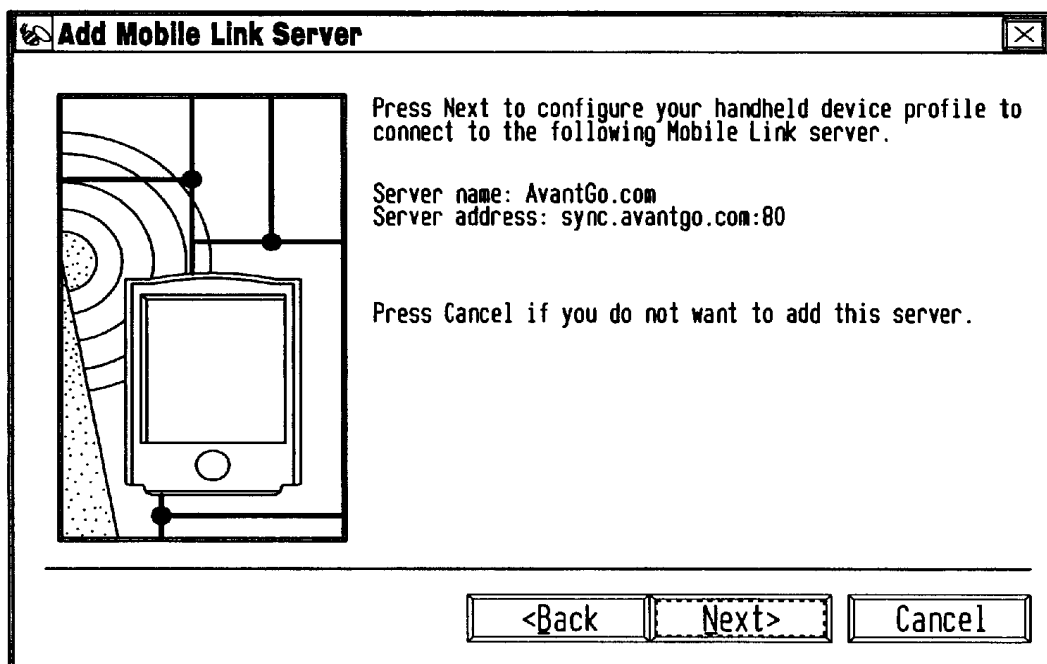 Add Mobile Link Server
Press Next to configure your handheld device profile to
connect to the following Mobile Link server.
Server name: AvantGo.com
Server address: sync.avantgo.com:80
Press Cancel if you do not want to add this server.
<Back
Next>
Cancel